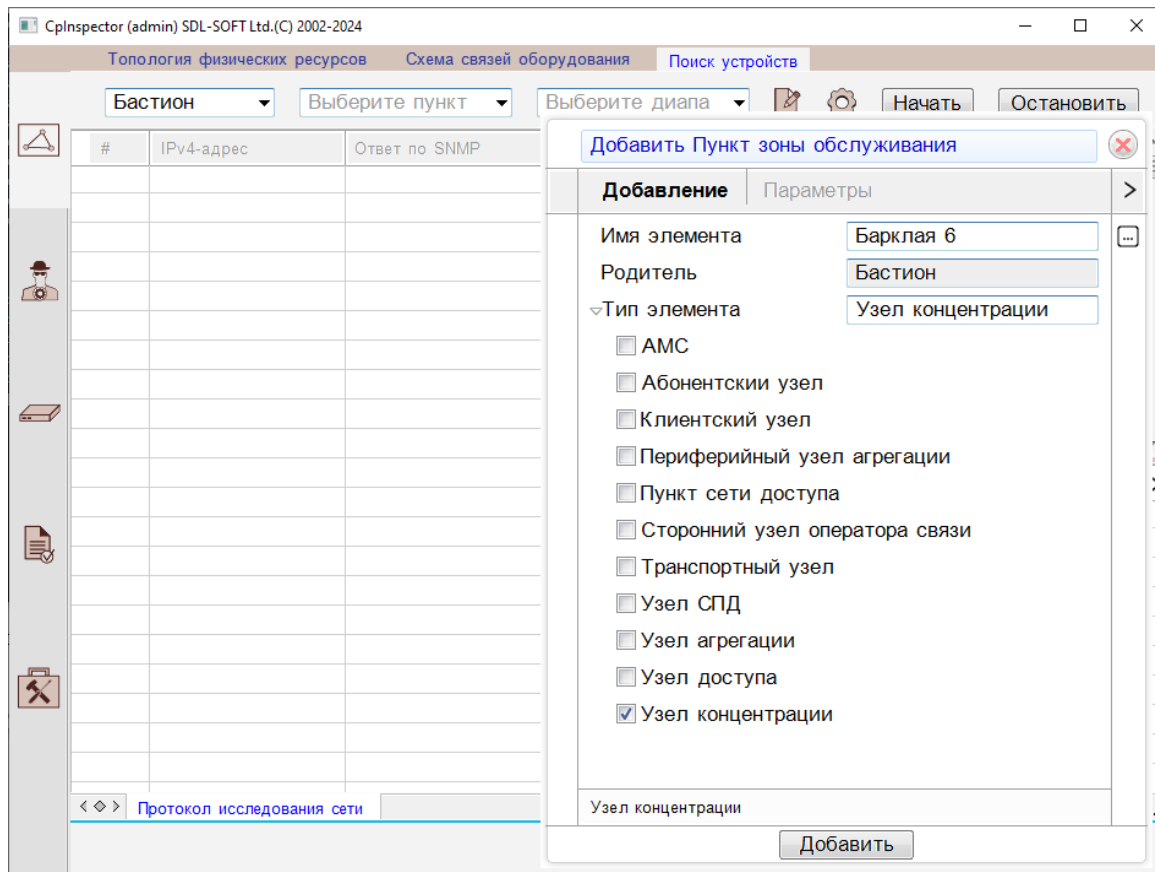 CpInspector (admin) SDL-SOFT Ltd.(C) 2002-2024
Топология физических ресурсов Схема связей оборудования Поиск устройств
Бастион Выберите пункт Выберите диапа Начать Остановить
# IPv4-адрес Ответ по SNMP
Добавить Пункт зоны обслуживания
Добавление Параметры >
Имя элемента Барклая 6 ...
Родитель Бастион
Тип элемента Узел концентрации
АМС
Абонентскии узел
Клиентский узел
Периферийный узел агрегации
Пункт сети доступа
Сторонний узел оператора связи
Транспортный узел
Узел СПД
Узел агрегации
Узел доступа
Узел концентрации
Протокол исследования сети
Узел концентрации
Добавить